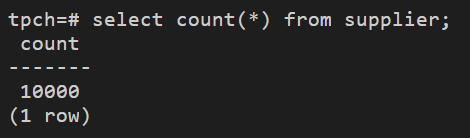 tpch=# select count(*) from supplier;
count
-------
10000
(1 row)